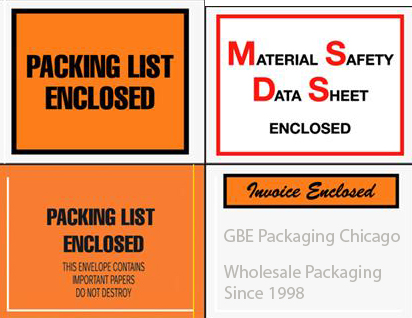 PACKING LIST
ENCLOSED
MATERIAL SAFETY
DATA SHEET
ENCLOSED
PACKING LIST
ENCLOSED
THIS ENVELOPE CONTAINS
IMPORTANT PAPERS
DO NOT DESTROY
Invoice Enclosed
GBE Packaging Chicago
Wholesale Packaging
Since 1998